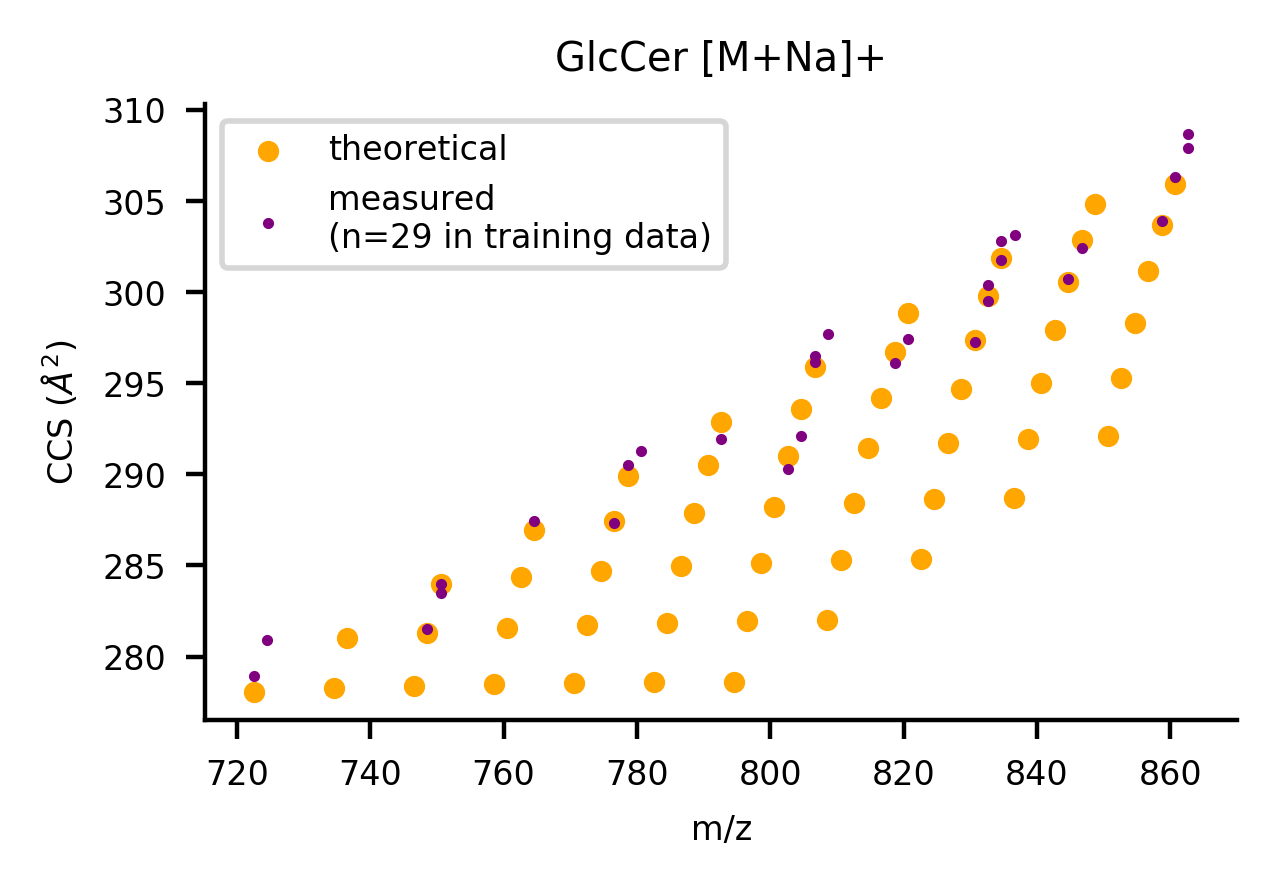 GlcCer [M+Na]+
310
305
300
295
290
285
280
CCS (Å²)
theoretical
measured
(n=29 in training data)
720 740 760 780 800 820 840 860
m/z